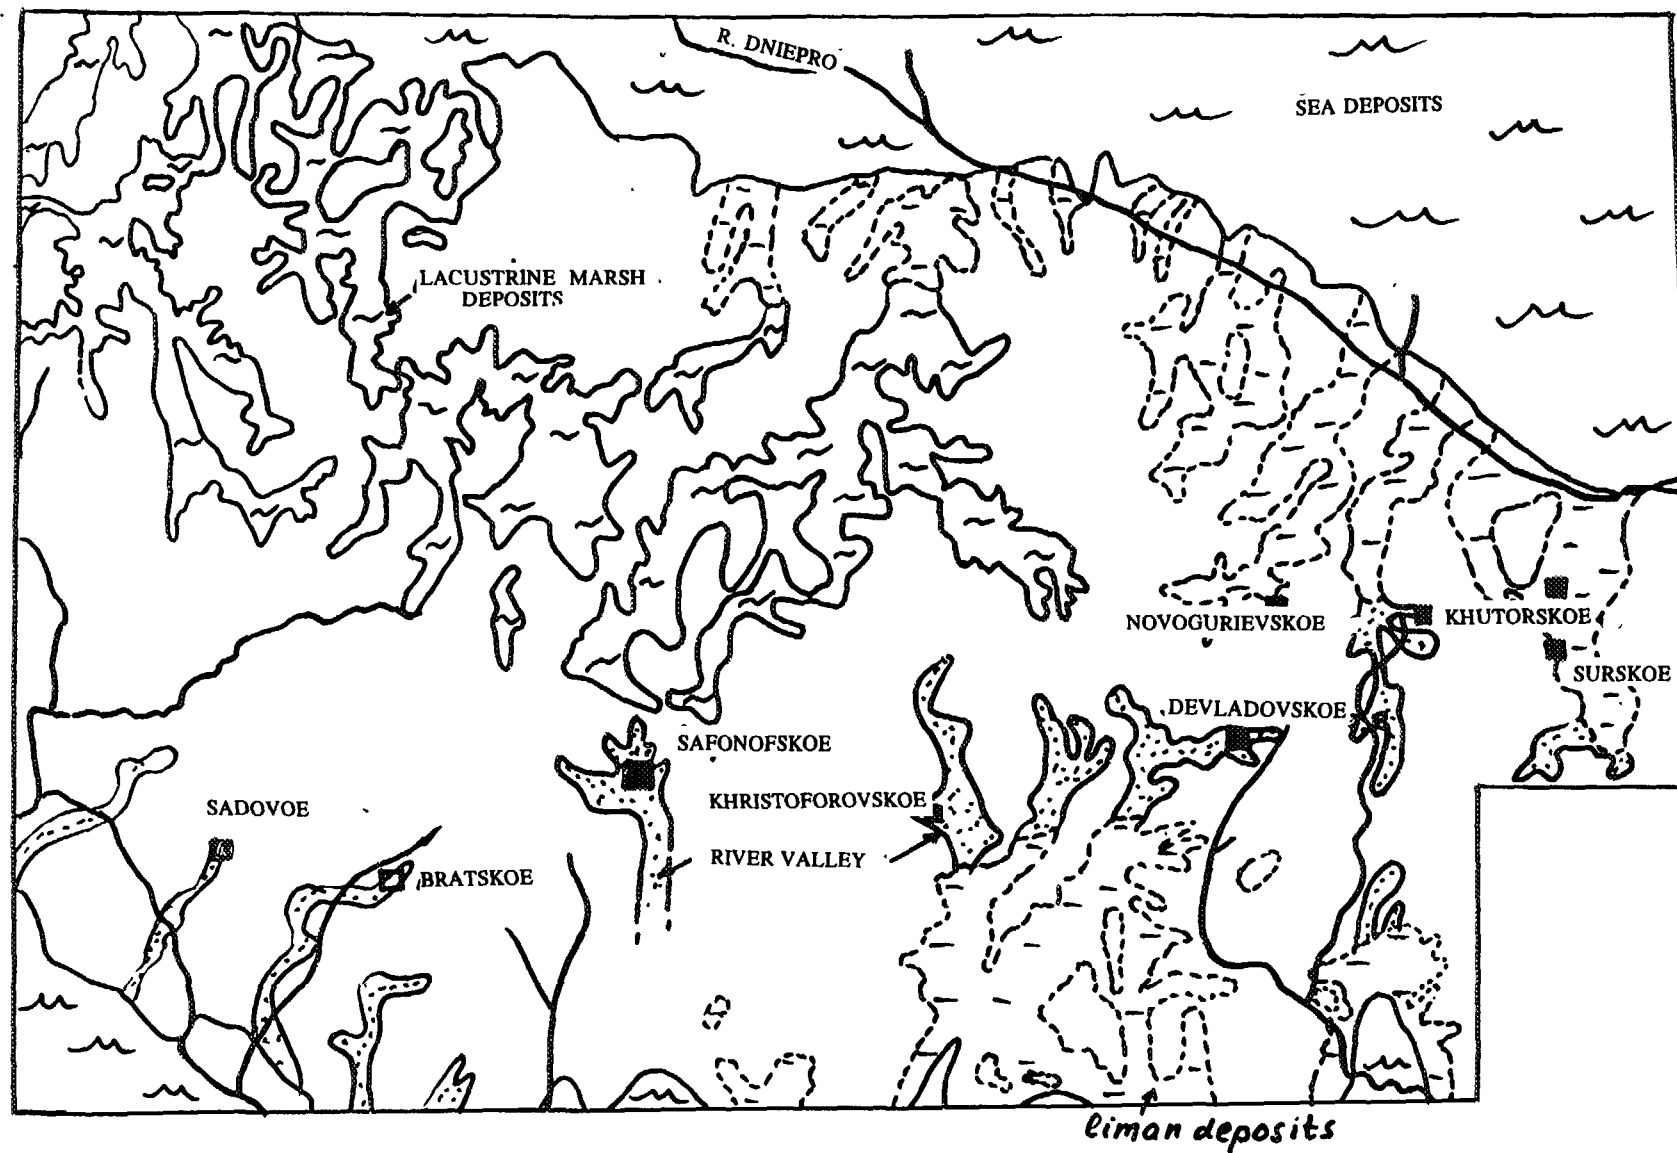 R. DNIEPRO
SEA DEPOSITS
LACUSTRINE MARSH
DEPOSITS
NOVOGURIEVSKOE
KHUTORSKOE
SURSKOE
DEVLADOVSKOE
SAFONOFSKOE
KHRISTOFOROVSKOE
SADOVOE
RIVER VALLEY
BRATSKOE
liman deposits